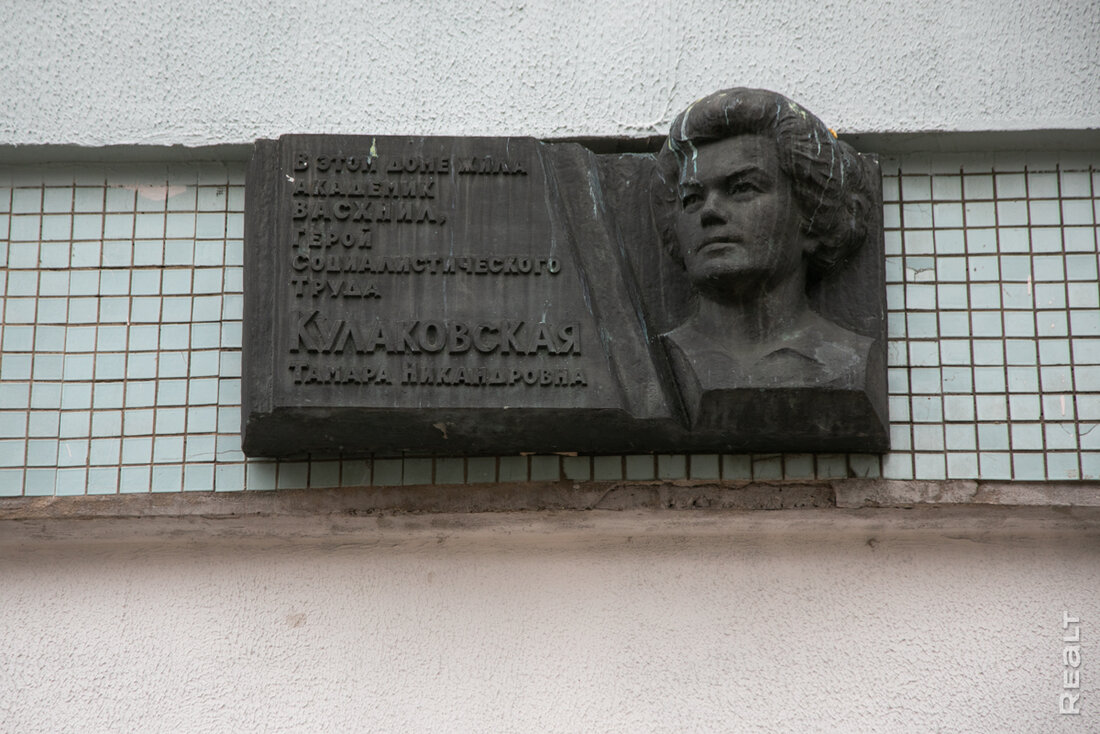 В ЭТОМ ДОМЕ ЖИЛА
АКАДЕМИК
ВАСХНИЛ,
ГЕРОЙ
СОЦИАЛИСТИЧЕСКОГО
ТРУДА
КУЛАКОВСКАЯ
ТАМАРА НИКАНДРОВНА
Realt